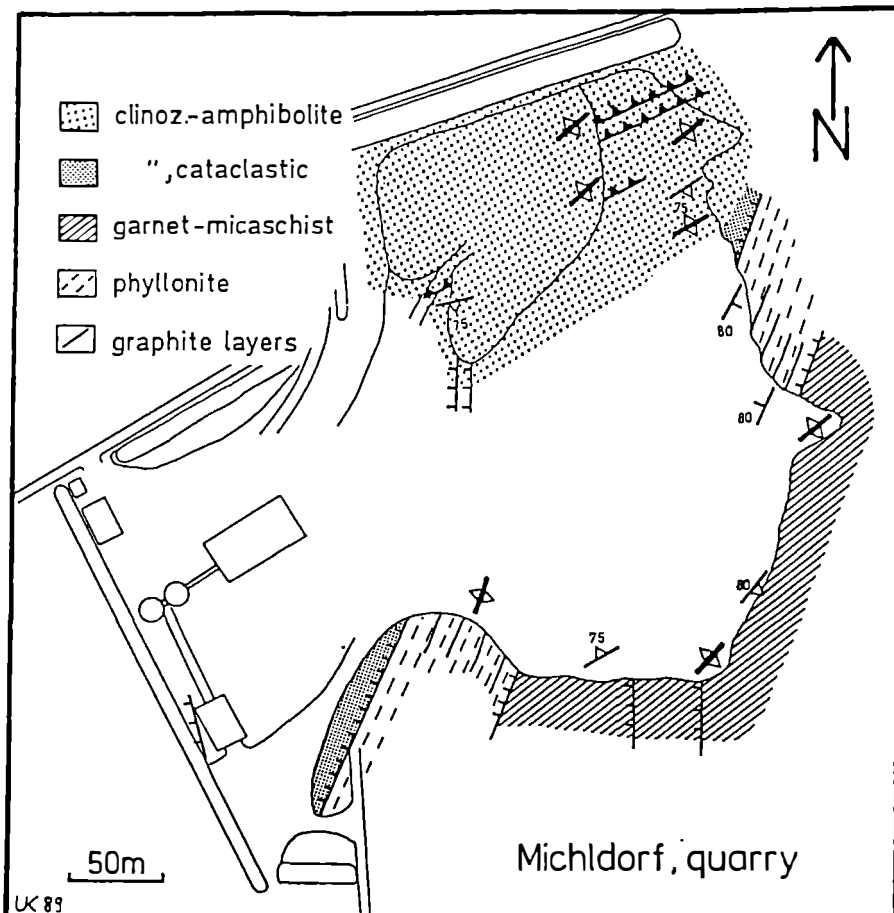 N
clinoz.-amphibolite
",cataclastic
garnet-micaschist
phyllonite
graphite layers
75
75
80
80
80
75
50m
Michldorf, quarry
UK 89